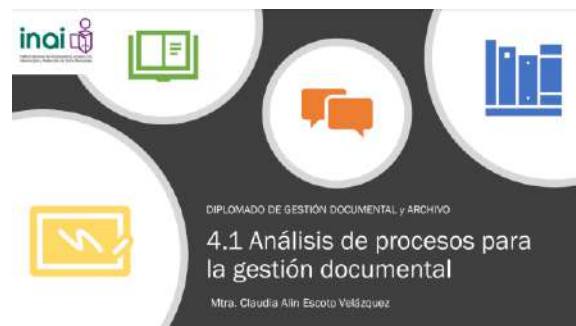 inai
DIPLOMADO DE GESTIÓN DOCUMENTAL y ARCHIVO
4.1 Análisis de procesos para
la gestión documental
Mtra. Claudia Alin Escoto Velázquez